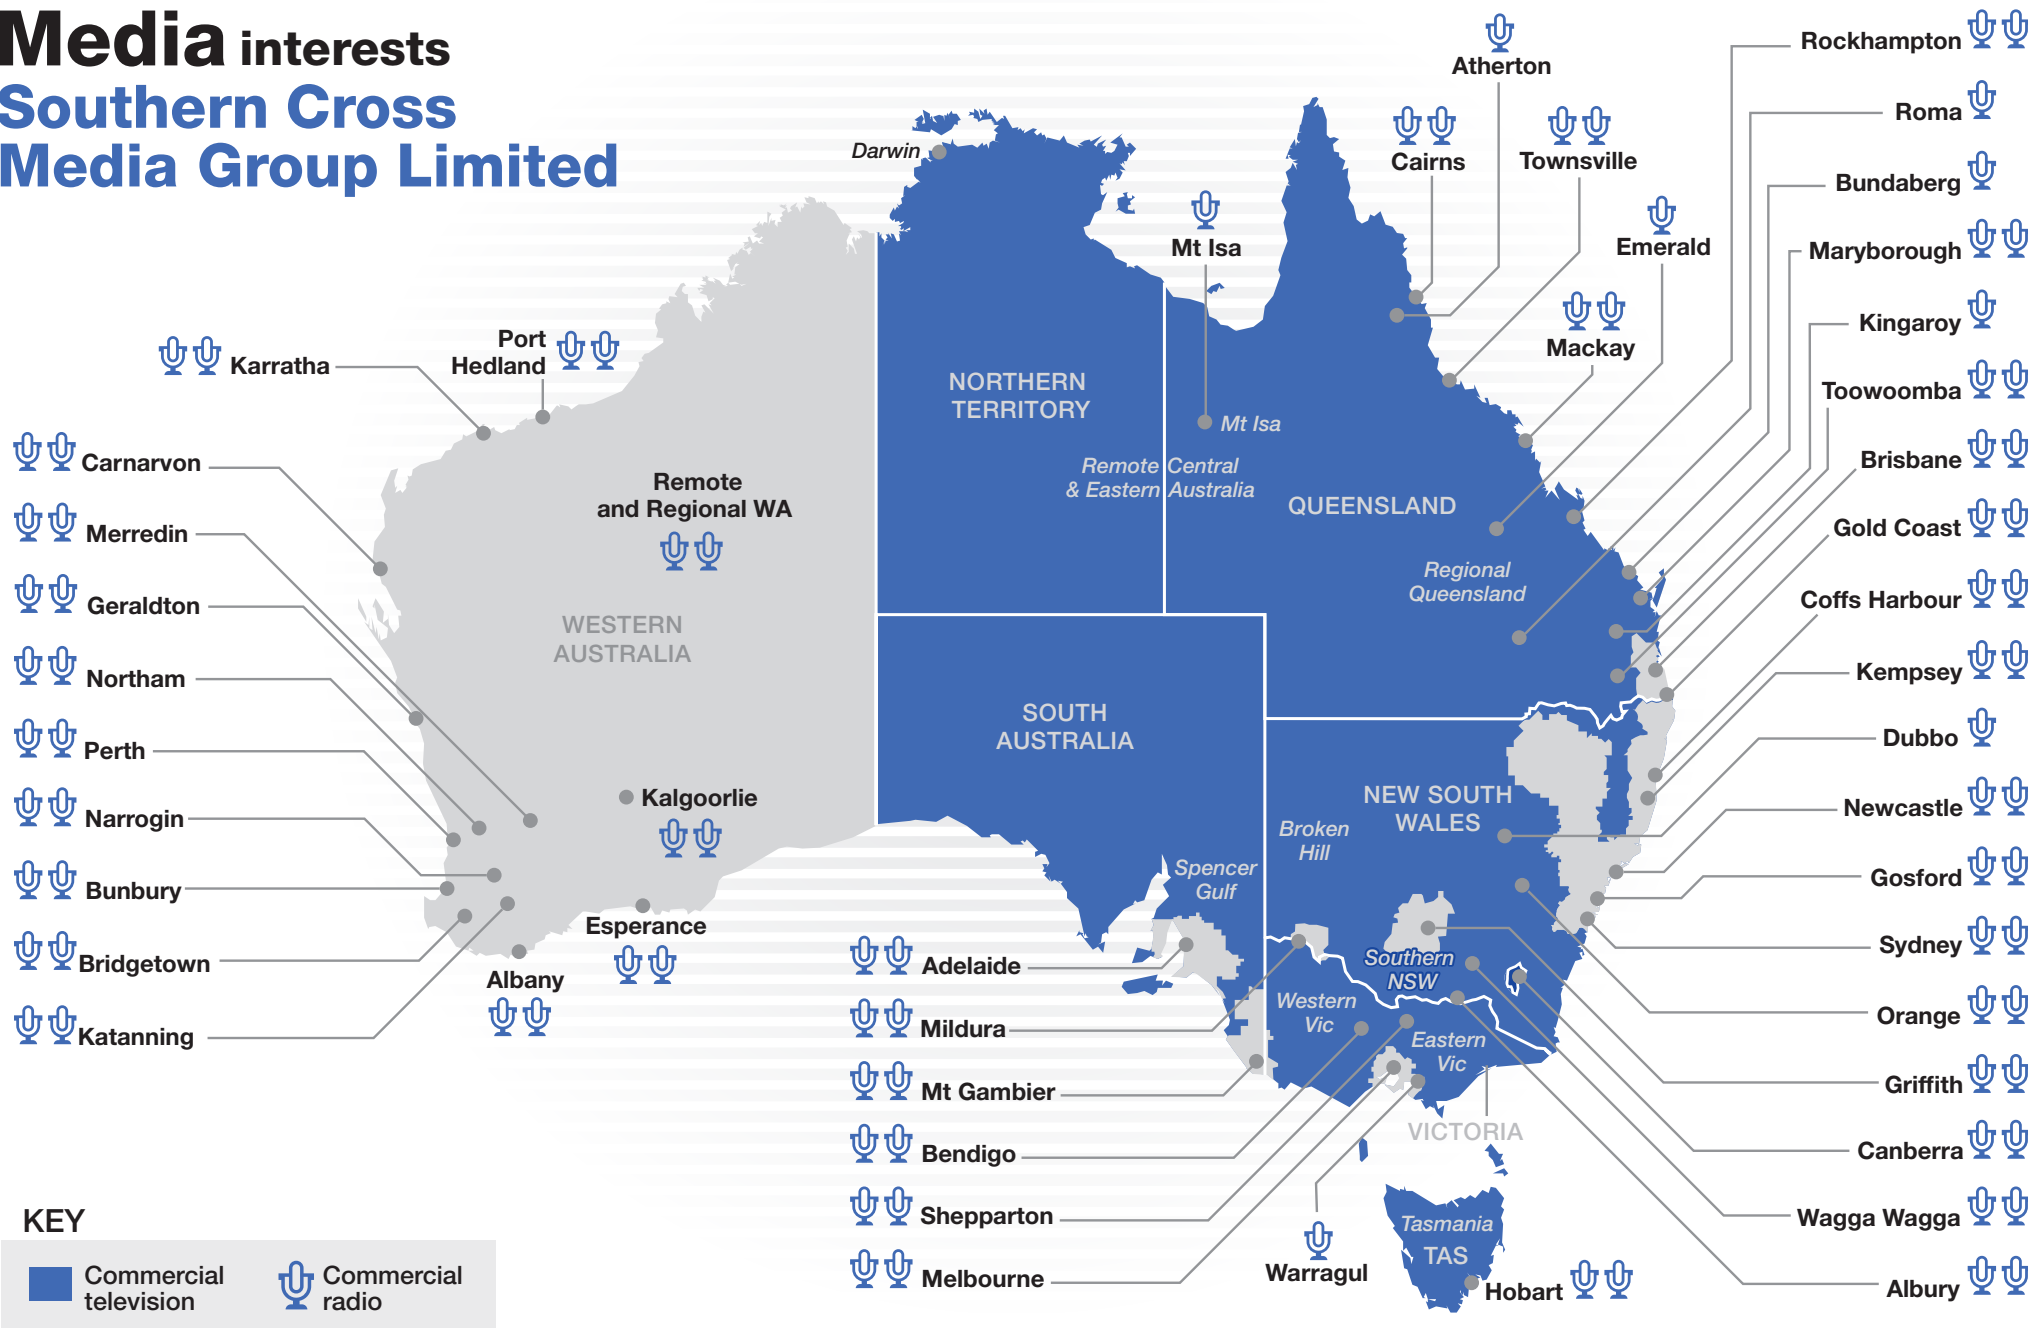 Media interests
Southern Cross
Media Group Limited
Karratha
Port
Hedland
Carnarvon
Merredin
Geraldton
Northam
Perth
Narrogin
Bunbury
Bridgetown
Katanning
Remote
and Regional WA
WESTERN
AUSTRALIA
Kalgoorlie
Esperance
Albany
Darwin
NORTHERN
TERRITORY
Mt Isa
Mt Isa
Remote Central
& Eastern Australia
QUEENSLAND
Regional
Queensland
Atherton
Cairns
Townsville
Emerald
Mackay
SOUTH
AUSTRALIA
Spencer
Gulf
Broken
Hill
NEW SOUTH
WALES
Southern
NSW
Western
Vic
Eastern
Vic
VICTORIA
Tasmania
TAS
Hobart
Warragul
Adelaide
Mildura
Mt Gambier
Bendigo
Shepparton
Melbourne
Rockhampton
Roma
Bundaberg
Maryborough
Kingaroy
Toowoomba
Brisbane
Gold Coast
Coffs Harbour
Kempsey
Dubbo
Newcastle
Gosford
Sydney
Orange
Griffith
Canberra
Wagga Wagga
Albury
KEY
Commercial
television
Commercial
radio